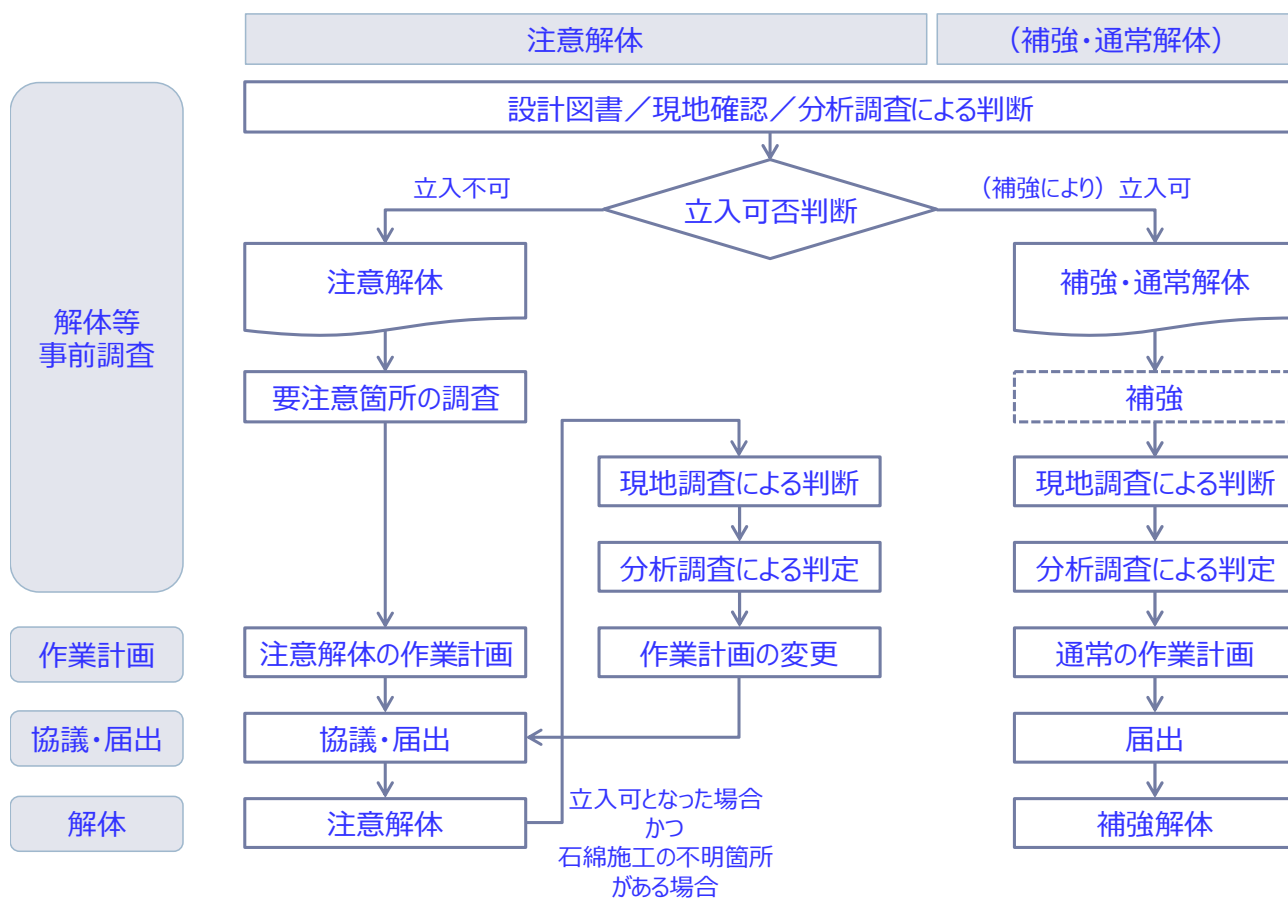 注意解体
（補強・通常解体）
設計図書／現地確認／分析調査による判断
立入可否判断
立入不可
（補強により） 立入可
解体等
事前調査
注意解体
補強・通常解体
要注意箇所の調査
補強
現地調査による判断
現地調査による判断
分析調査による判定
分析調査による判定
作業計画
注意解体の作業計画
作業計画の変更
通常の作業計画
協議・届出
協議・届出
届出
解体
注意解体
立入可となった場合
かつ
石綿施工の不明箇所
がある場合
補強解体